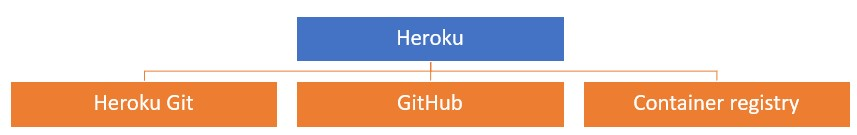 Heroku
Heroku Git
GitHub
Container registry